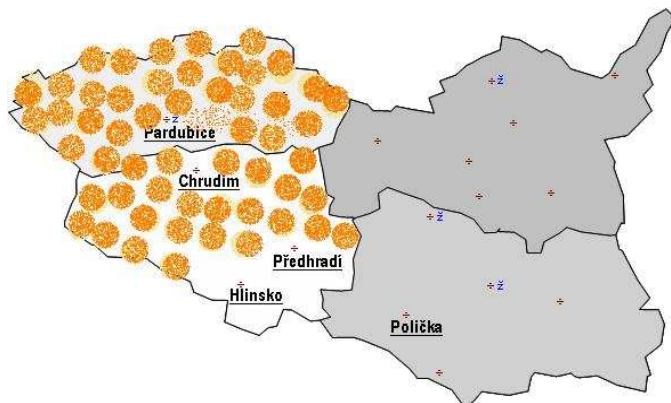 ž
ž
Pardubice
Chrudim
ž
Předhradí
Hlinsko
ž
Polička